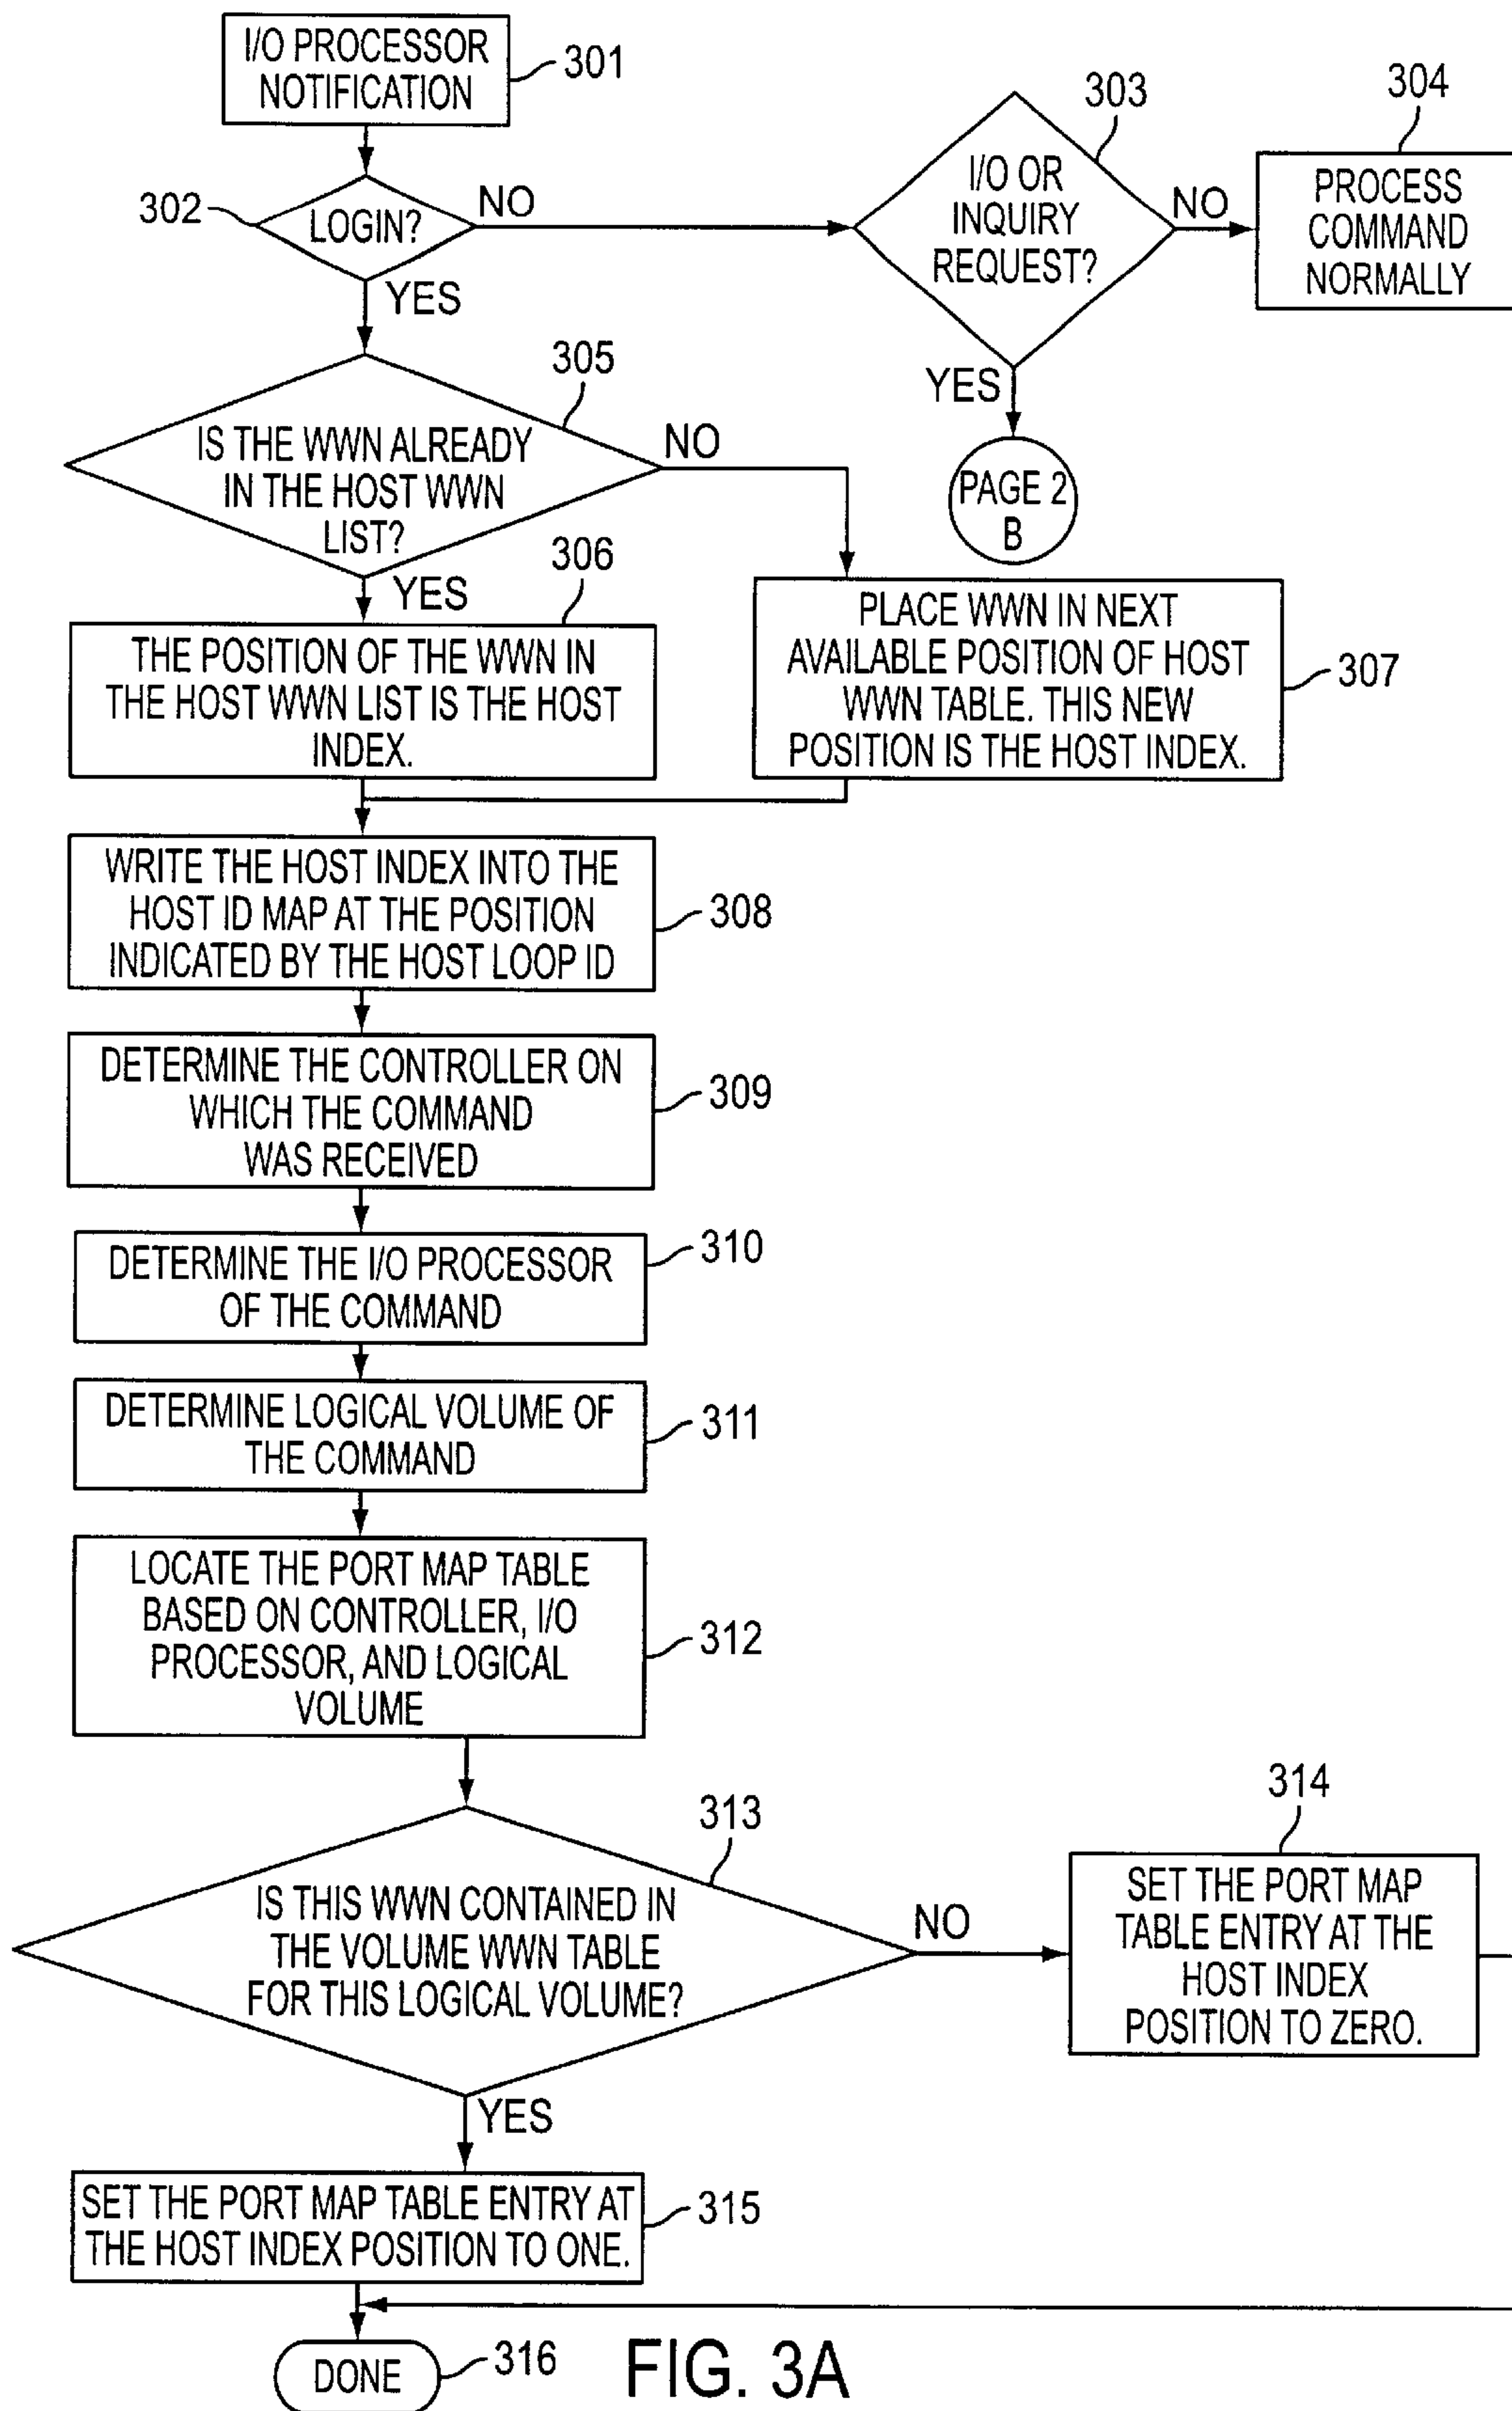 I/O PROCESSOR
NOTIFICATION
301
302
LOGIN?
NO
YES
303
I/O OR
INQUIRY
REQUEST?
NO
YES
304
PROCESS
COMMAND
NORMALLY
PAGE 2
B
305
IS THE WWN ALREADY
IN THE HOST WWN
LIST?
NO
YES
306
THE POSITION OF THE WWN IN
THE HOST WWN LIST IS THE HOST
INDEX.
PLACE WWN IN NEXT
AVAILABLE POSITION OF HOST
WWN TABLE. THIS NEW
POSITION IS THE HOST INDEX.
307
WRITE THE HOST INDEX INTO THE
HOST ID MAP AT THE POSITION
INDICATED BY THE HOST LOOP ID
308
DETERMINE THE CONTROLLER ON
WHICH THE COMMAND
WAS RECEIVED
309
DETERMINE THE I/O PROCESSOR
OF THE COMMAND
310
DETERMINE LOGICAL VOLUME OF
THE COMMAND
311
LOCATE THE PORT MAP TABLE
BASED ON CONTROLLER, I/O
PROCESSOR, AND LOGICAL
VOLUME
312
313
IS THIS WWN CONTAINED IN
THE VOLUME WWN TABLE
FOR THIS LOGICAL VOLUME?
NO
YES
314
SET THE PORT MAP
TABLE ENTRY AT THE
HOST INDEX
POSITION TO ZERO.
SET THE PORT MAP TABLE ENTRY AT
THE HOST INDEX POSITION TO ONE.
315
DONE
316
FIG. 3A